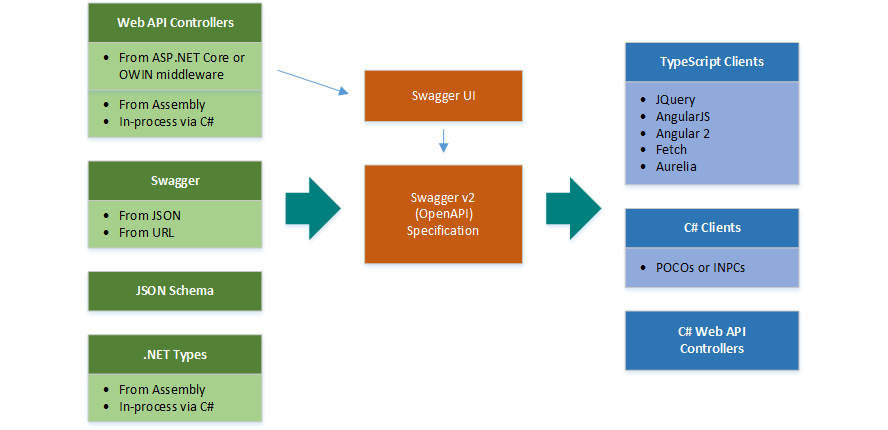 Web API Controllers
• From ASP.NET Core or
OWIN middleware
• From Assembly
• In-process via C#
Swagger
• From JSON
• From URL
JSON Schema
.NET Types
• From Assembly
• In-process via C#
Swagger UI
Swagger v2
(OpenAPI)
Specification
TypeScript Clients
• JQuery
• AngularJS
• Angular 2
• Fetch
• Aurelia
C# Clients
• POCOs or INPCs
C# Web API
Controllers